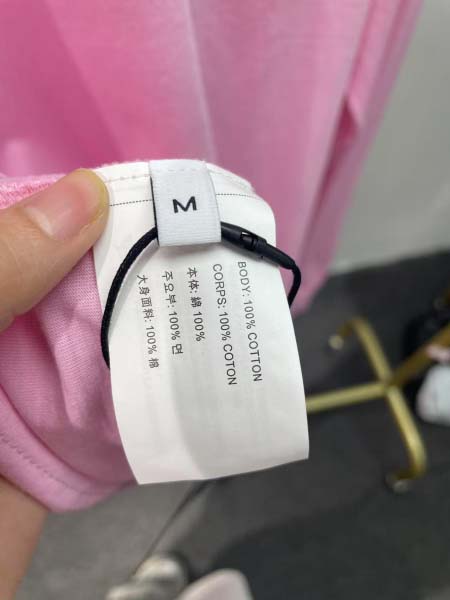 M
BODY: 100% COTTON
CORPS: 100% COTON
本体: 綿 100%
주요부: 100% 면
大身面料: 100% 棉